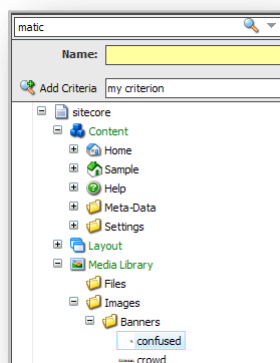 matic
Name:
Add Criteria my criterion
sitecore
Content
Home
Sample
Help
Meta-Data
Settings
Layout
Media Library
Files
Images
Banners
confused
crowd